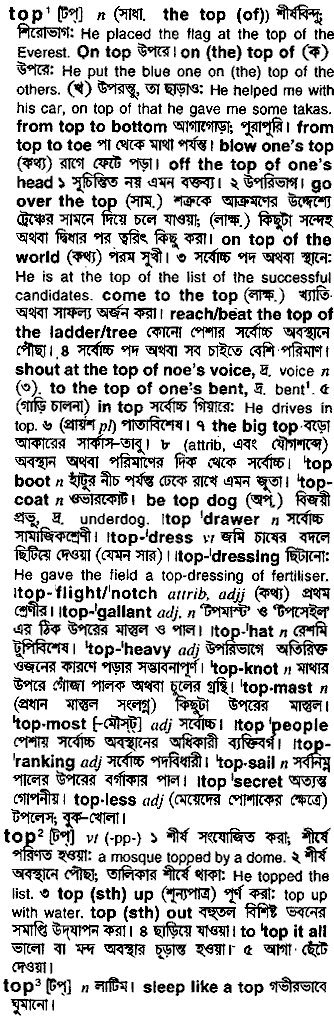 top¹ [টপ্] n (সাধা. the top (of)) শীর্ষবিন্দু;
শিরোভাগ: He placed the flag at the top of the
Everest. On top উপরে। on (the) top of (ক)
উপরে: He put the blue one on (the) top of the
others. (খ) উপরন্তু, তা ছাড়াও: He helped me with
his car, on top of that he gave me some takas.
from top to bottom আগাগোড়া; পুরাপুরি। from
top to toe পা থেকে মাথা পর্যন্ত। blow one's top
(কথ্য) রাগে ফেটে পড়া। off the top of one's
head ১ সূচিন্তিত নয় এমন বক্তব্য। ২ উপরিভাগ। go
over the top (সাম.) শত্রুকে আক্রমণের উদ্দেশ্যে
ট্রেঞ্চের সামনে দিয়ে চলে যাওয়া; (লাক্ষ.) কিছুটা সন্দেহ
অথবা দ্বিধার পর ত্বরিৎ কিছু করা। on top of the
world (কথ্য) পরম সুখী। ৩ সর্বোচ্চ পদ অথবা স্থানে:
He is at the top of the list of the successful
candidates. come to the top (লাক্ষ.) খ্যাতি
অথবা সাফল্য অর্জন করা। reach/beat the top of
the ladder/tree কোনো পেশার সর্বোচ্চ অবস্থানে
পৌঁছা। ৪ সর্বোচ্চ পদ অথবা সব চাইতে বেশি পরিমাণ।
shout at the top of noe's voice, দ্র. voice n
(৩). to the top of one's bent, দ্র. bent¹. ৫
(গাড়ি চালনা) in top সর্বোচ্চ গিয়ারে: He drives in
top. ৬ (প্রায়শ pl) পাতাবিশেষ। ৭ the big top বড়ো
আকারের সার্কাস-তাবু। ৮ (attrib, এবং যৌগশব্দে)
অবস্থান অথবা পরিমাণের দিক থেকে সর্বোচ্চ। ˈtop
boot n হাঁটুর নীচ পর্যন্ত ঢেকে রাখে এমন জুতা। ˈtop-
coat n ওভারকোট। be top dog (অপ.) বিজয়ী
প্রভু, দ্র. underdog. ˌtop ˈdrawer n সর্বোচ্চ
সামাজিকশ্রেণী। ˌtop-ˈdress vt জমি চাষের বদলে
ছিটিয়ে দেওয়া (যেমন সার)। ˌtop-ˈdressing ছিটানো:
He gave the field a top-dressing of fertiliser.
ˌtop-flight/ˈnotch attrib, adjj (কথ্য) প্রথম
শ্রেণীর। ˌtop-ˈgallant adj. n 'টপমাস্ট' ও 'টপসেইল'
এর ঠিক উপরের মাস্তুল ও পাল। ˌtop-ˈhat n রেশমি
টুপিবিশেষ। ˌtop-ˈheavy adj উপরিভাগে অতিরিক্ত
ওজনের কারণে পড়ার সম্ভাবনাপূর্ণ। ˈtop-knot n মাথার
উপরে গোঁজা পালক অথবা চুলের গ্রন্থি। ˈtop-mast n
(প্রধান মাস্তুল সংলগ্ন) কিছুটা উপরের মাস্তুল।
ˈtop-most [-মৌস্ট্] adj সর্বোচ্চ। ˌtop ˈpeople
পেশায় সর্বোচ্চ অবস্থানের অধিকারী ব্যক্তিবর্গ। ˌtop-
ˈranking adj সর্বোচ্চ পদবিধারী। ˈtop-sail n সর্বনিম্ন
পালের উপরের বর্গাকার পাল। ˌtop ˈsecret অত্যন্ত
গোপনীয়। top-less adj (মেয়েদের পোশাকের ক্ষেত্রে)
টপলেস; বুক-খোলা।
top² [টপ্] vt (-pp-) ১ শীর্ষ সংযোজিত করা; শীর্ষে
পরিণত হওয়া: a mosque topped by a dome. ২ শীর্ষ
অবস্থানে পৌঁছা; তালিকার শীর্ষে থাকা: He topped the
list. ৩ top (sth) up (শূন্যপাত্র) পূর্ণ করা: top up
with water. top (sth) out বহুতল বিশিষ্ট ভবনের
সমাপ্তি উদ্‌যাপন করা। ৪ ছাড়িয়ে যাওয়া। to ˈtop it all
ভালো বা মন্দ অবস্থার চূড়ান্ত হওয়া। ৫ আগা ছেঁটে
দেওয়া।
top³ [টপ্] n লাটিম। sleep like a top গভীরভাবে
ঘুমানো।